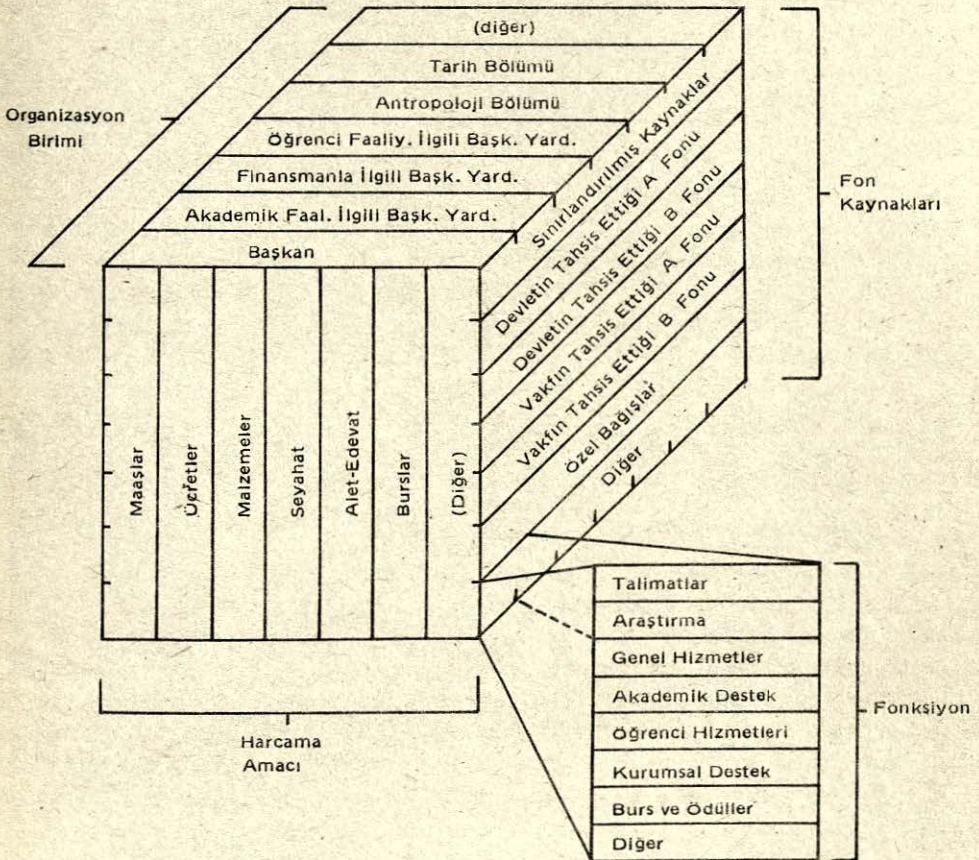 (diğer)
Tarih Bölümü
Antropoloji Bölümü
Öğrenci Faaliy. İlgili Başk. Yard.
Finansmanla İlgili Başk. Yard.
Akademik Faal. İlgili Başk. Yard.
Başkan
Organizasyon
Birimi
Sınırlandırılmış Kaynaklar
Devletin Tahsis Ettiği A Fonu
Devletin Tahsis Ettiği B Fonu
Vakfın Tahsis Ettiği A Fonu
Vakfın Tahsis Ettiği B Fonu
Özel Bağışlar
Diğer
Fon
Kaynakları
Maaşlar
Ücretler
Malzemeler
Seyahat
Alet-Edevat
Burslar
(Diğer)
Harcama
Amacı
Talimatlar
Araştırma
Genel Hizmetler
Akademik Destek
Öğrenci Hizmetleri
Kurumsal Destek
Burs ve Ödüller
Diğer
Fonksiyon